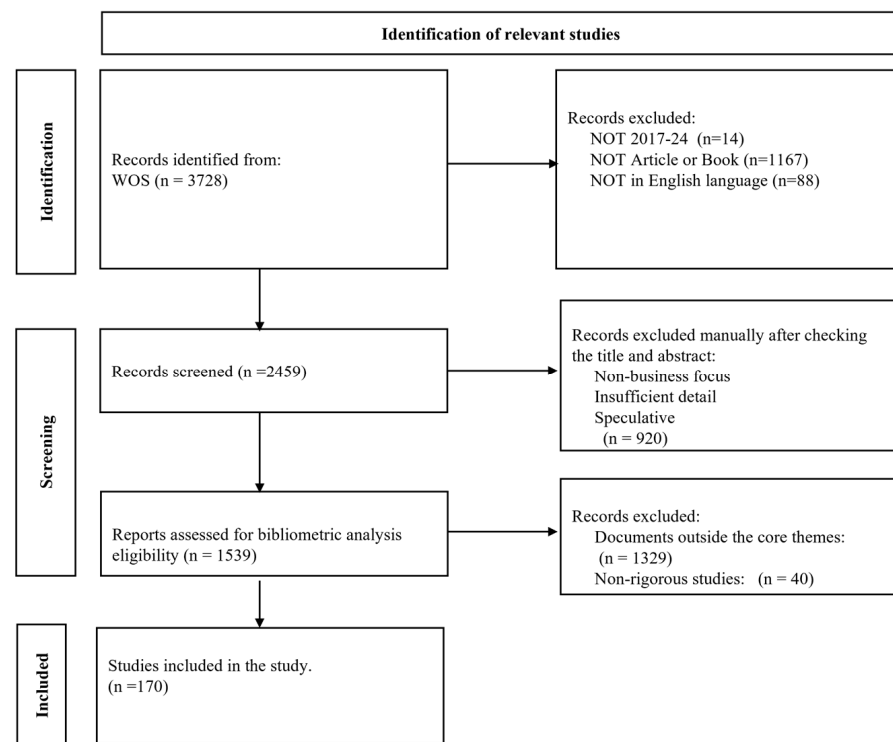 Identification of relevant studies
Identification
Records identified from:
WOS (n = 3728)
Records excluded:
NOT 2017-24 (n=14)
NOT Article or Book (n=1167)
NOT in English language (n=88)
Screening
Records screened (n =2459)
Records excluded manually after checking
the title and abstract:
Non-business focus
Insufficient detail
Speculative
(n = 920)
Reports assessed for bibliometric analysis
eligibility (n = 1539)
Records excluded:
Documents outside the core themes:
(n = 1329)
Non-rigorous studies: (n = 40)
Included
Studies included in the study.
(n =170)